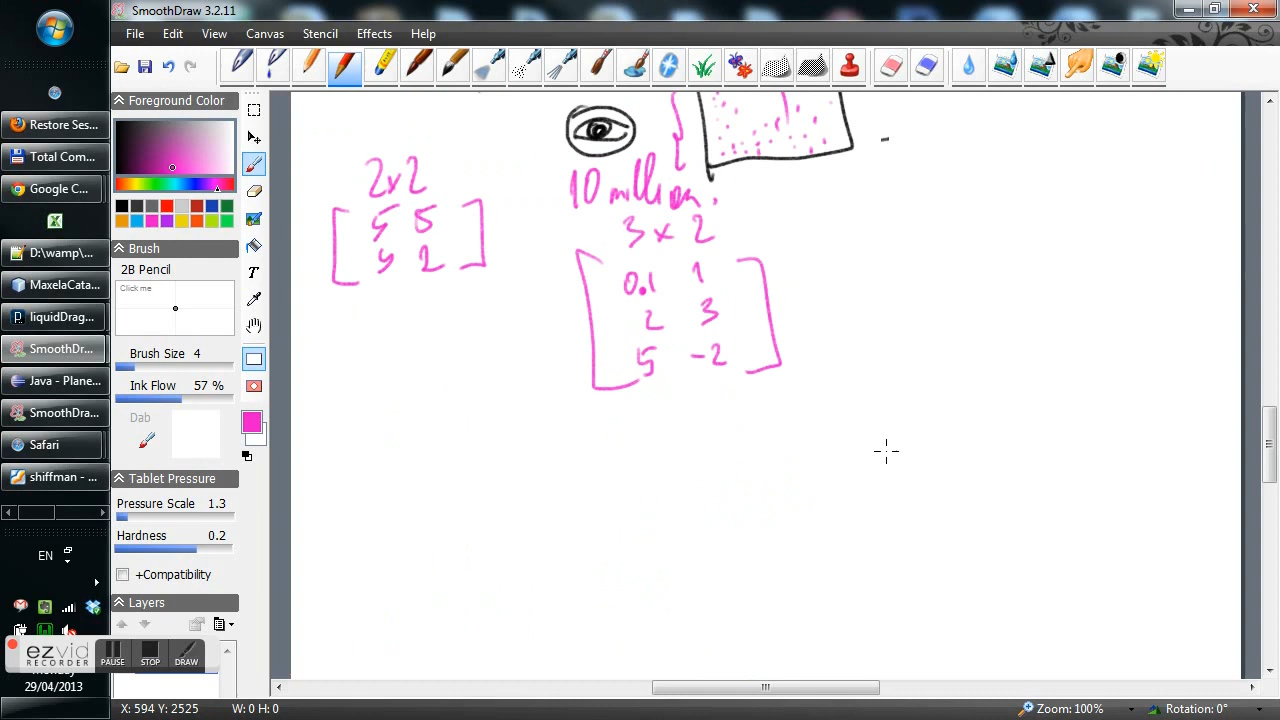 SmoothDraw 3.2.11
File Edit View Canvas Stencil Effects Help
Foreground Color
Brush
2B Pencil
Click me
Brush Size 4
Ink Flow 57 %
Dab
Tablet Pressure
Pressure Scale 1.3
Hardness 0.2
+Compatibility
Layers
Restore Ses...
Total Com...
Google C...
D:\wamp\...
MaxelaCata...
liquidDrag...
SmoothDr...
Java - Plane...
SmoothDra...
Safari
shiffman - ...
EN
ezvid
RECORDER
PAUSE STOP DRAW
29/04/2013
2x2
5 5
5 2
10 million.
3 x 2
0.1 1
2 3
5 -2
X: 594 Y: 2525 W: 0 H: 0 Zoom: 100% Rotation: 0°